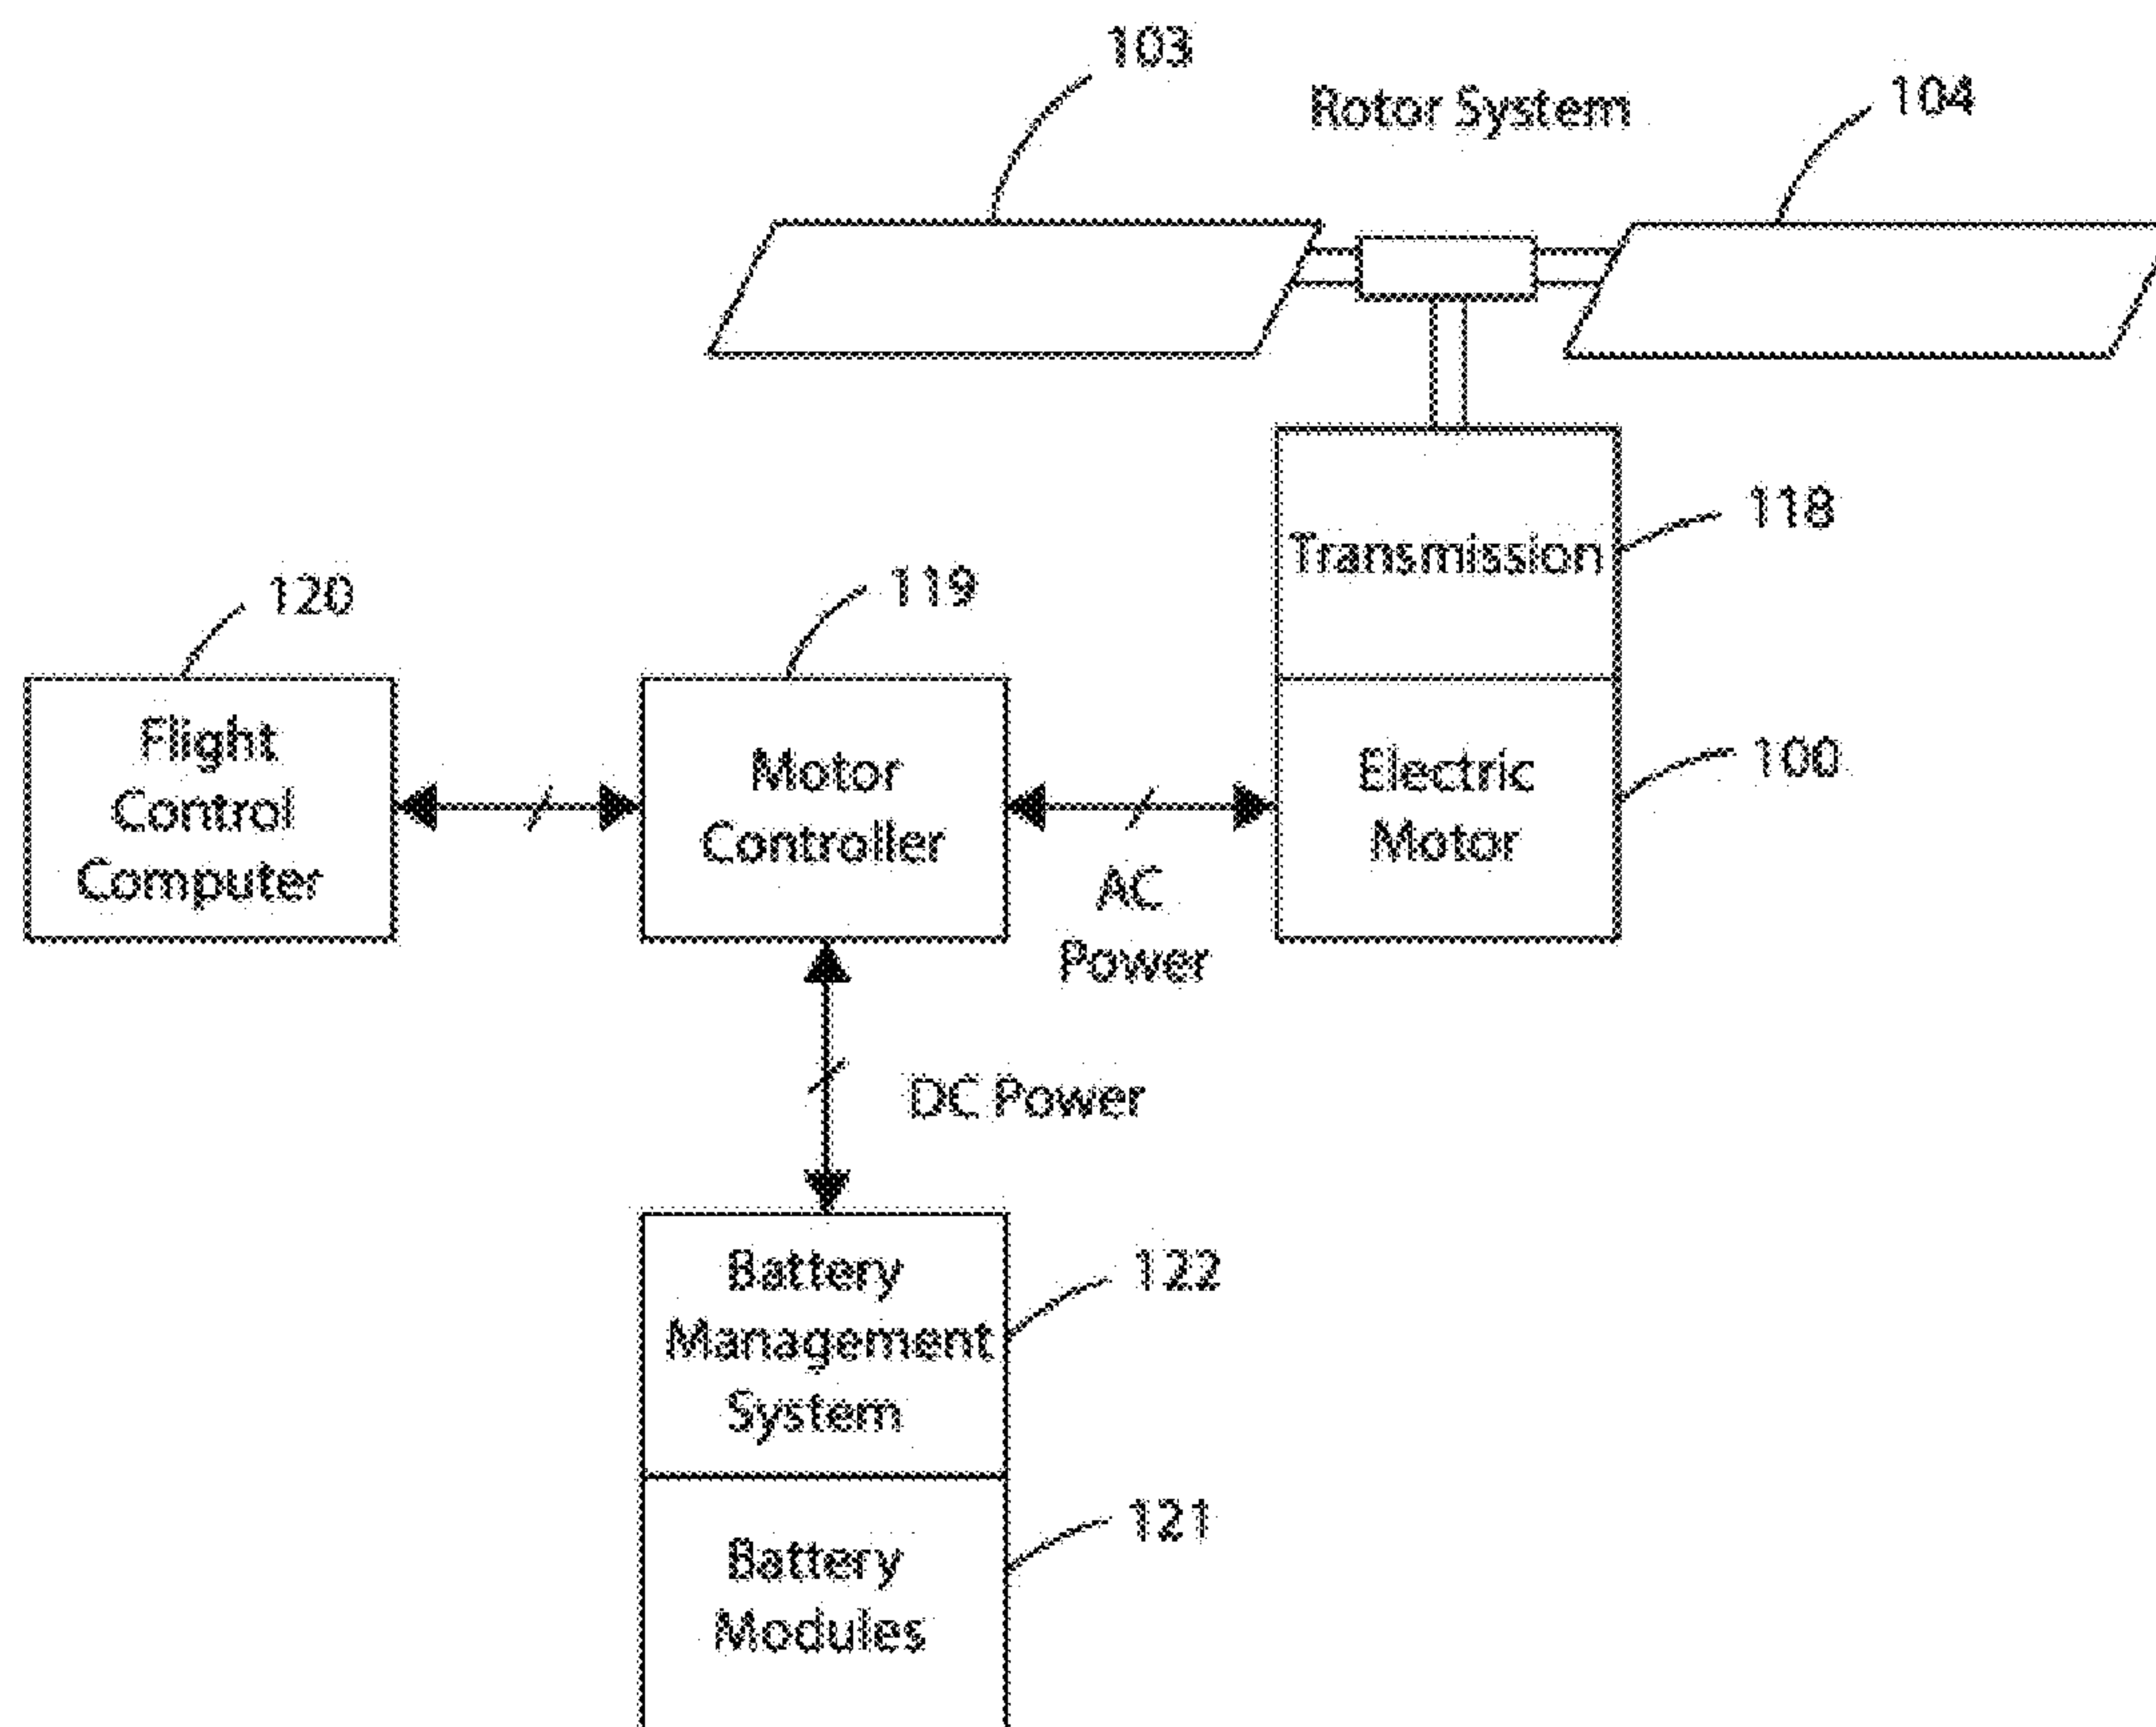 103
Rotor System
104
118
Transmission
120
119
Flight
Control
Computer
Motor
Controller
Electric
Motor
100
AC
Power
DC Power
Battery
Management
System
122
Battery
Modules
121